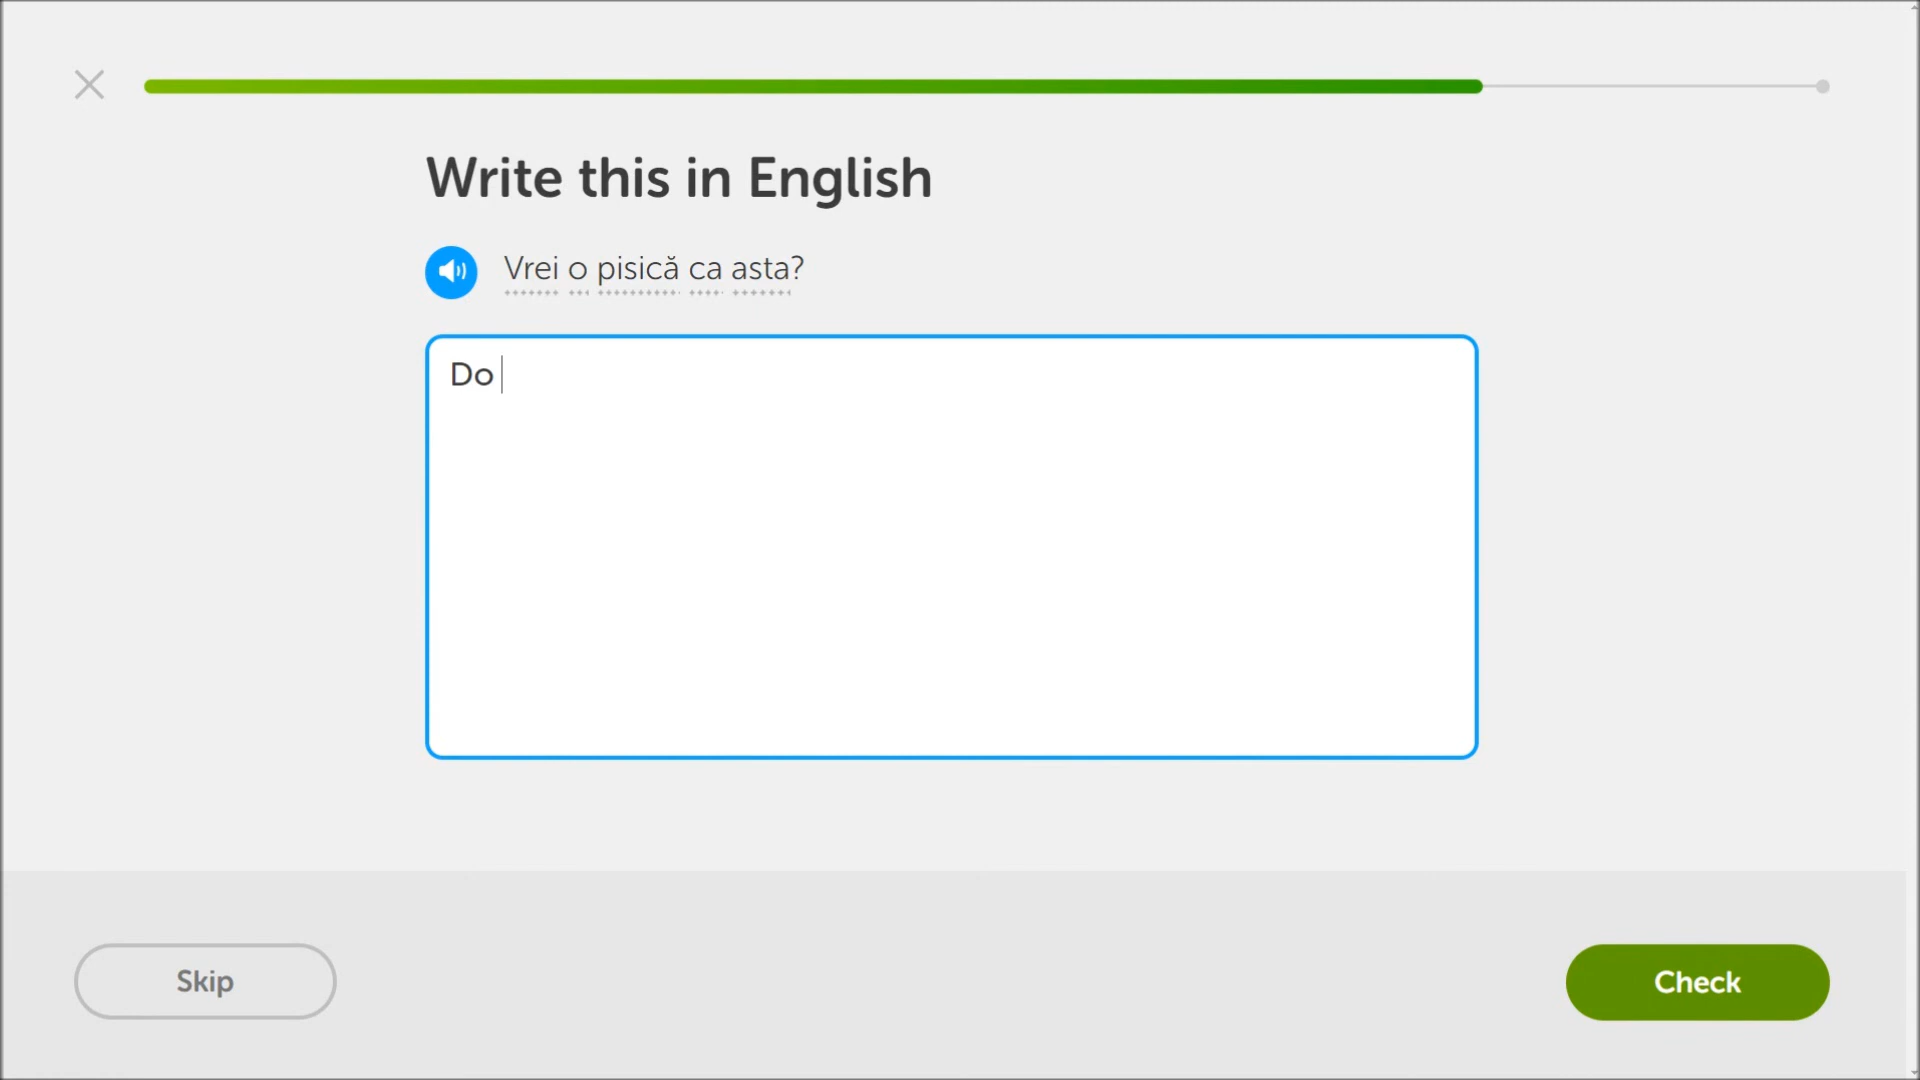 Write this in English
Vrei o pisică ca asta?
Do
Skip
Check